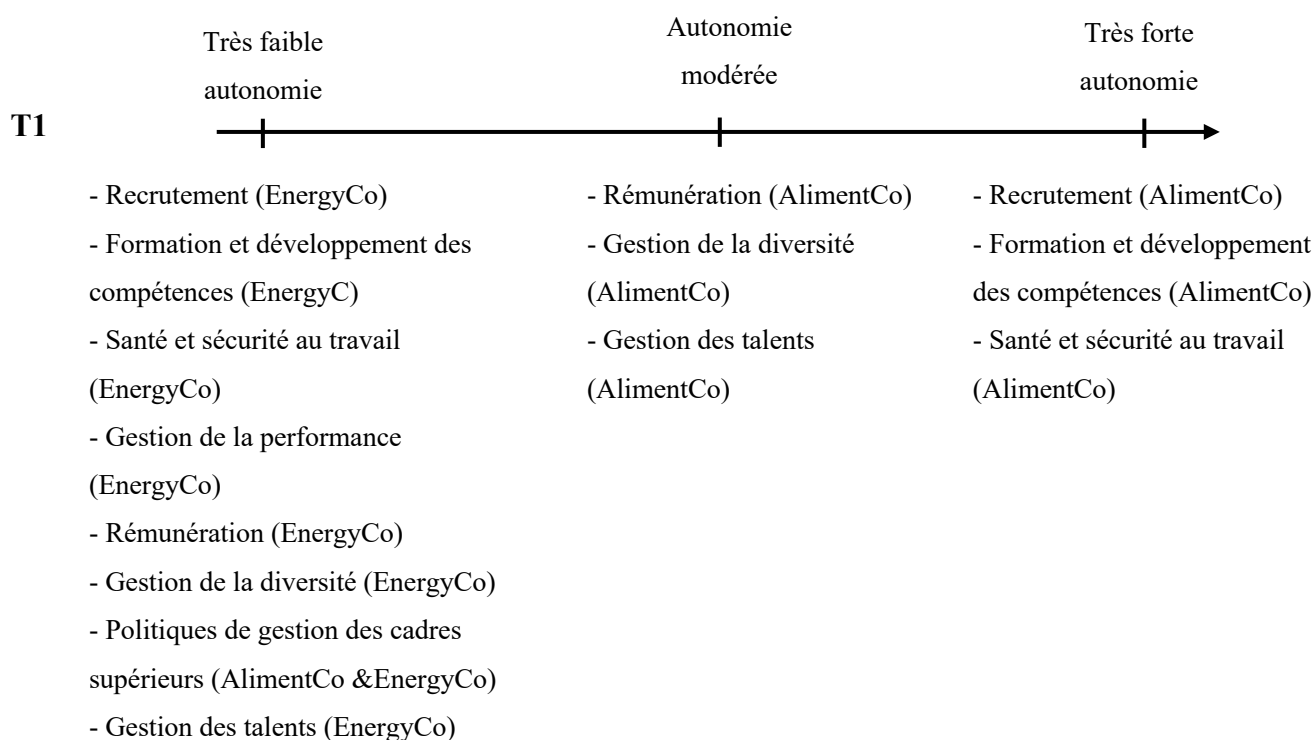 Très faible
autonomie
Autonomie
modérée
Très forte
autonomie
T1
- Recrutement (EnergyCo)
- Formation et développement des
compétences (EnergyC)
- Santé et sécurité au travail
(EnergyCo)
- Gestion de la performance
(EnergyCo)
- Rémunération (EnergyCo)
- Gestion de la diversité (EnergyCo)
- Politiques de gestion des cadres
supérieurs (AlimentCo &EnergyCo)
- Gestion des talents (EnergyCo)
- Rémunération (AlimentCo)
- Gestion de la diversité
(AlimentCo)
- Gestion des talents
(AlimentCo)
- Recrutement (AlimentCo)
- Formation et développement
des compétences (AlimentCo)
- Santé et sécurité au travail
(AlimentCo)